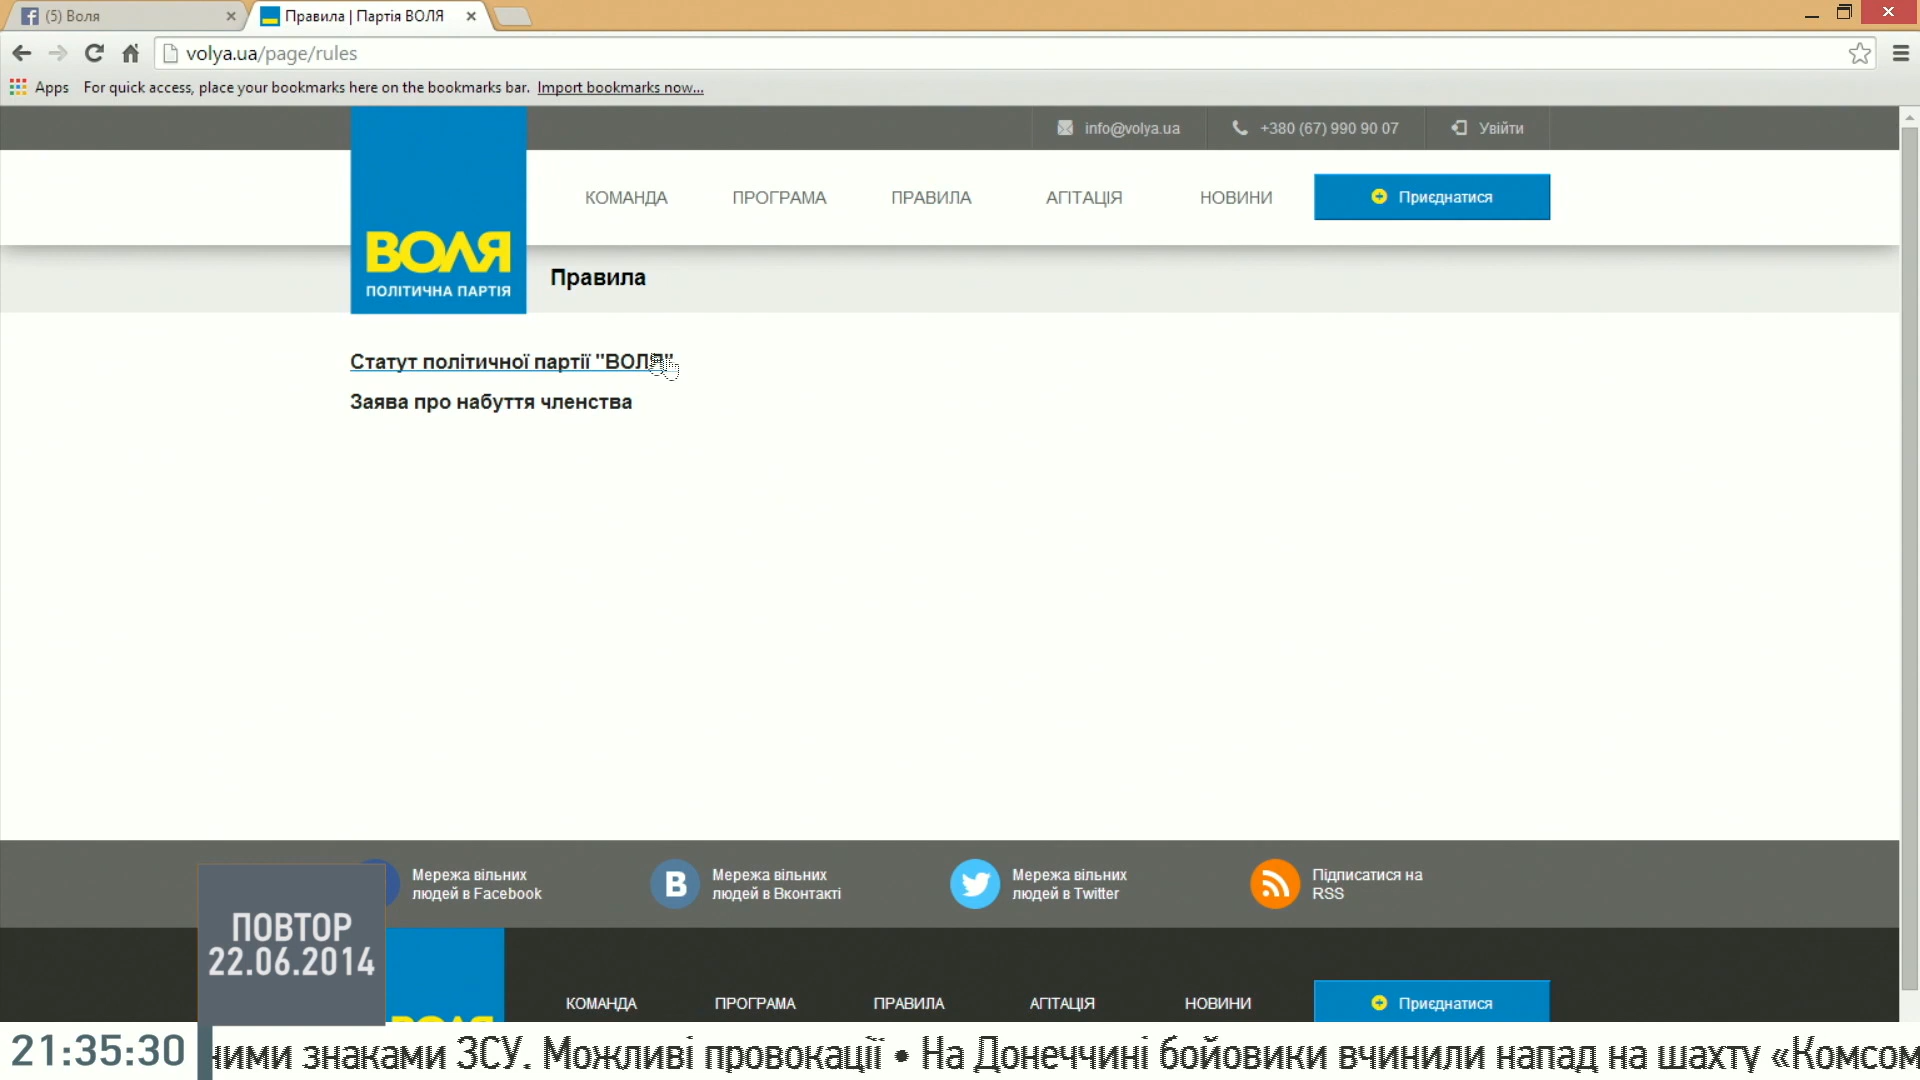 (5) Воля
Правила | Партія ВОЛЯ
volya.ua/page/rules
Apps For quick access, place your bookmarks here on the bookmarks bar. Import bookmarks now...
info@volya.ua +380 (67) 990 90 07 Увійти
КОМАНДА ПРОГРАМА ПРАВИЛА АГІТАЦІЯ НОВИНИ Приєднатися
ВОЛЯ
ПОЛІТИЧНА ПАРТІЯ
Правила
Статут політичної партії "ВОЛЯ"
Заява про набуття членства
Мережа вільних
людей в Facebook
Мережа вільних
людей в Вконтакті
Мережа вільних
людей в Twitter
Підписатися на
RSS
ПОВТОР
22.06.2014
КОМАНДА ПРОГРАМА ПРАВИЛА АГІТАЦІЯ НОВИНИ Приєднатися
21:35:30
ними знаками ЗСУ. Можливі провокації • На Донеччині бойовики вчинили напад на шахту «Комсом